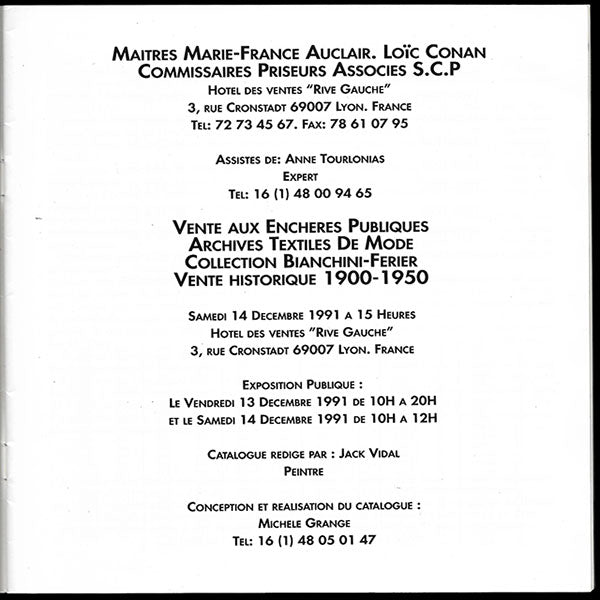 MAITRES MARIE-FRANCE AUCLAIR. LOÏC CONAN
COMMISSAIRES PRISEURS ASSOCIES S.C.P
HOTEL DES VENTES "RIVE GAUCHE"
3, RUE CRONSTADT 69007 LYON. FRANCE
TEL: 72 73 45 67. FAX: 78 61 07 95
ASSISTES DE: ANNE TOURLONIAS
EXPERT
TEL: 16 (1) 48 00 94 65
VENTE AUX ENCHERES PUBLIQUES
ARCHIVES TEXTILES DE MODE
COLLECTION BIANCHINI-FERIER
VENTE HISTORIQUE 1900-1950
SAMEDI 14 DECEMBRE 1991 A 15 HEURES
HOTEL DES VENTES "RIVE GAUCHE"
3, RUE CRONSTADT 69007 LYON. FRANCE
EXPOSITION PUBLIQUE :
LE VENDREDI 13 DECEMBRE 1991 DE 10H A 20H
ET LE SAMEDI 14 DECEMBRE 1991 DE 10H A 12H
CATALOGUE REDIGE PAR : JACK VIDAL
PEINTRE
CONCEPTION ET REALISATION DU CATALOGUE :
MICHELE GRANGE
TEL: 16 (1) 48 05 01 47